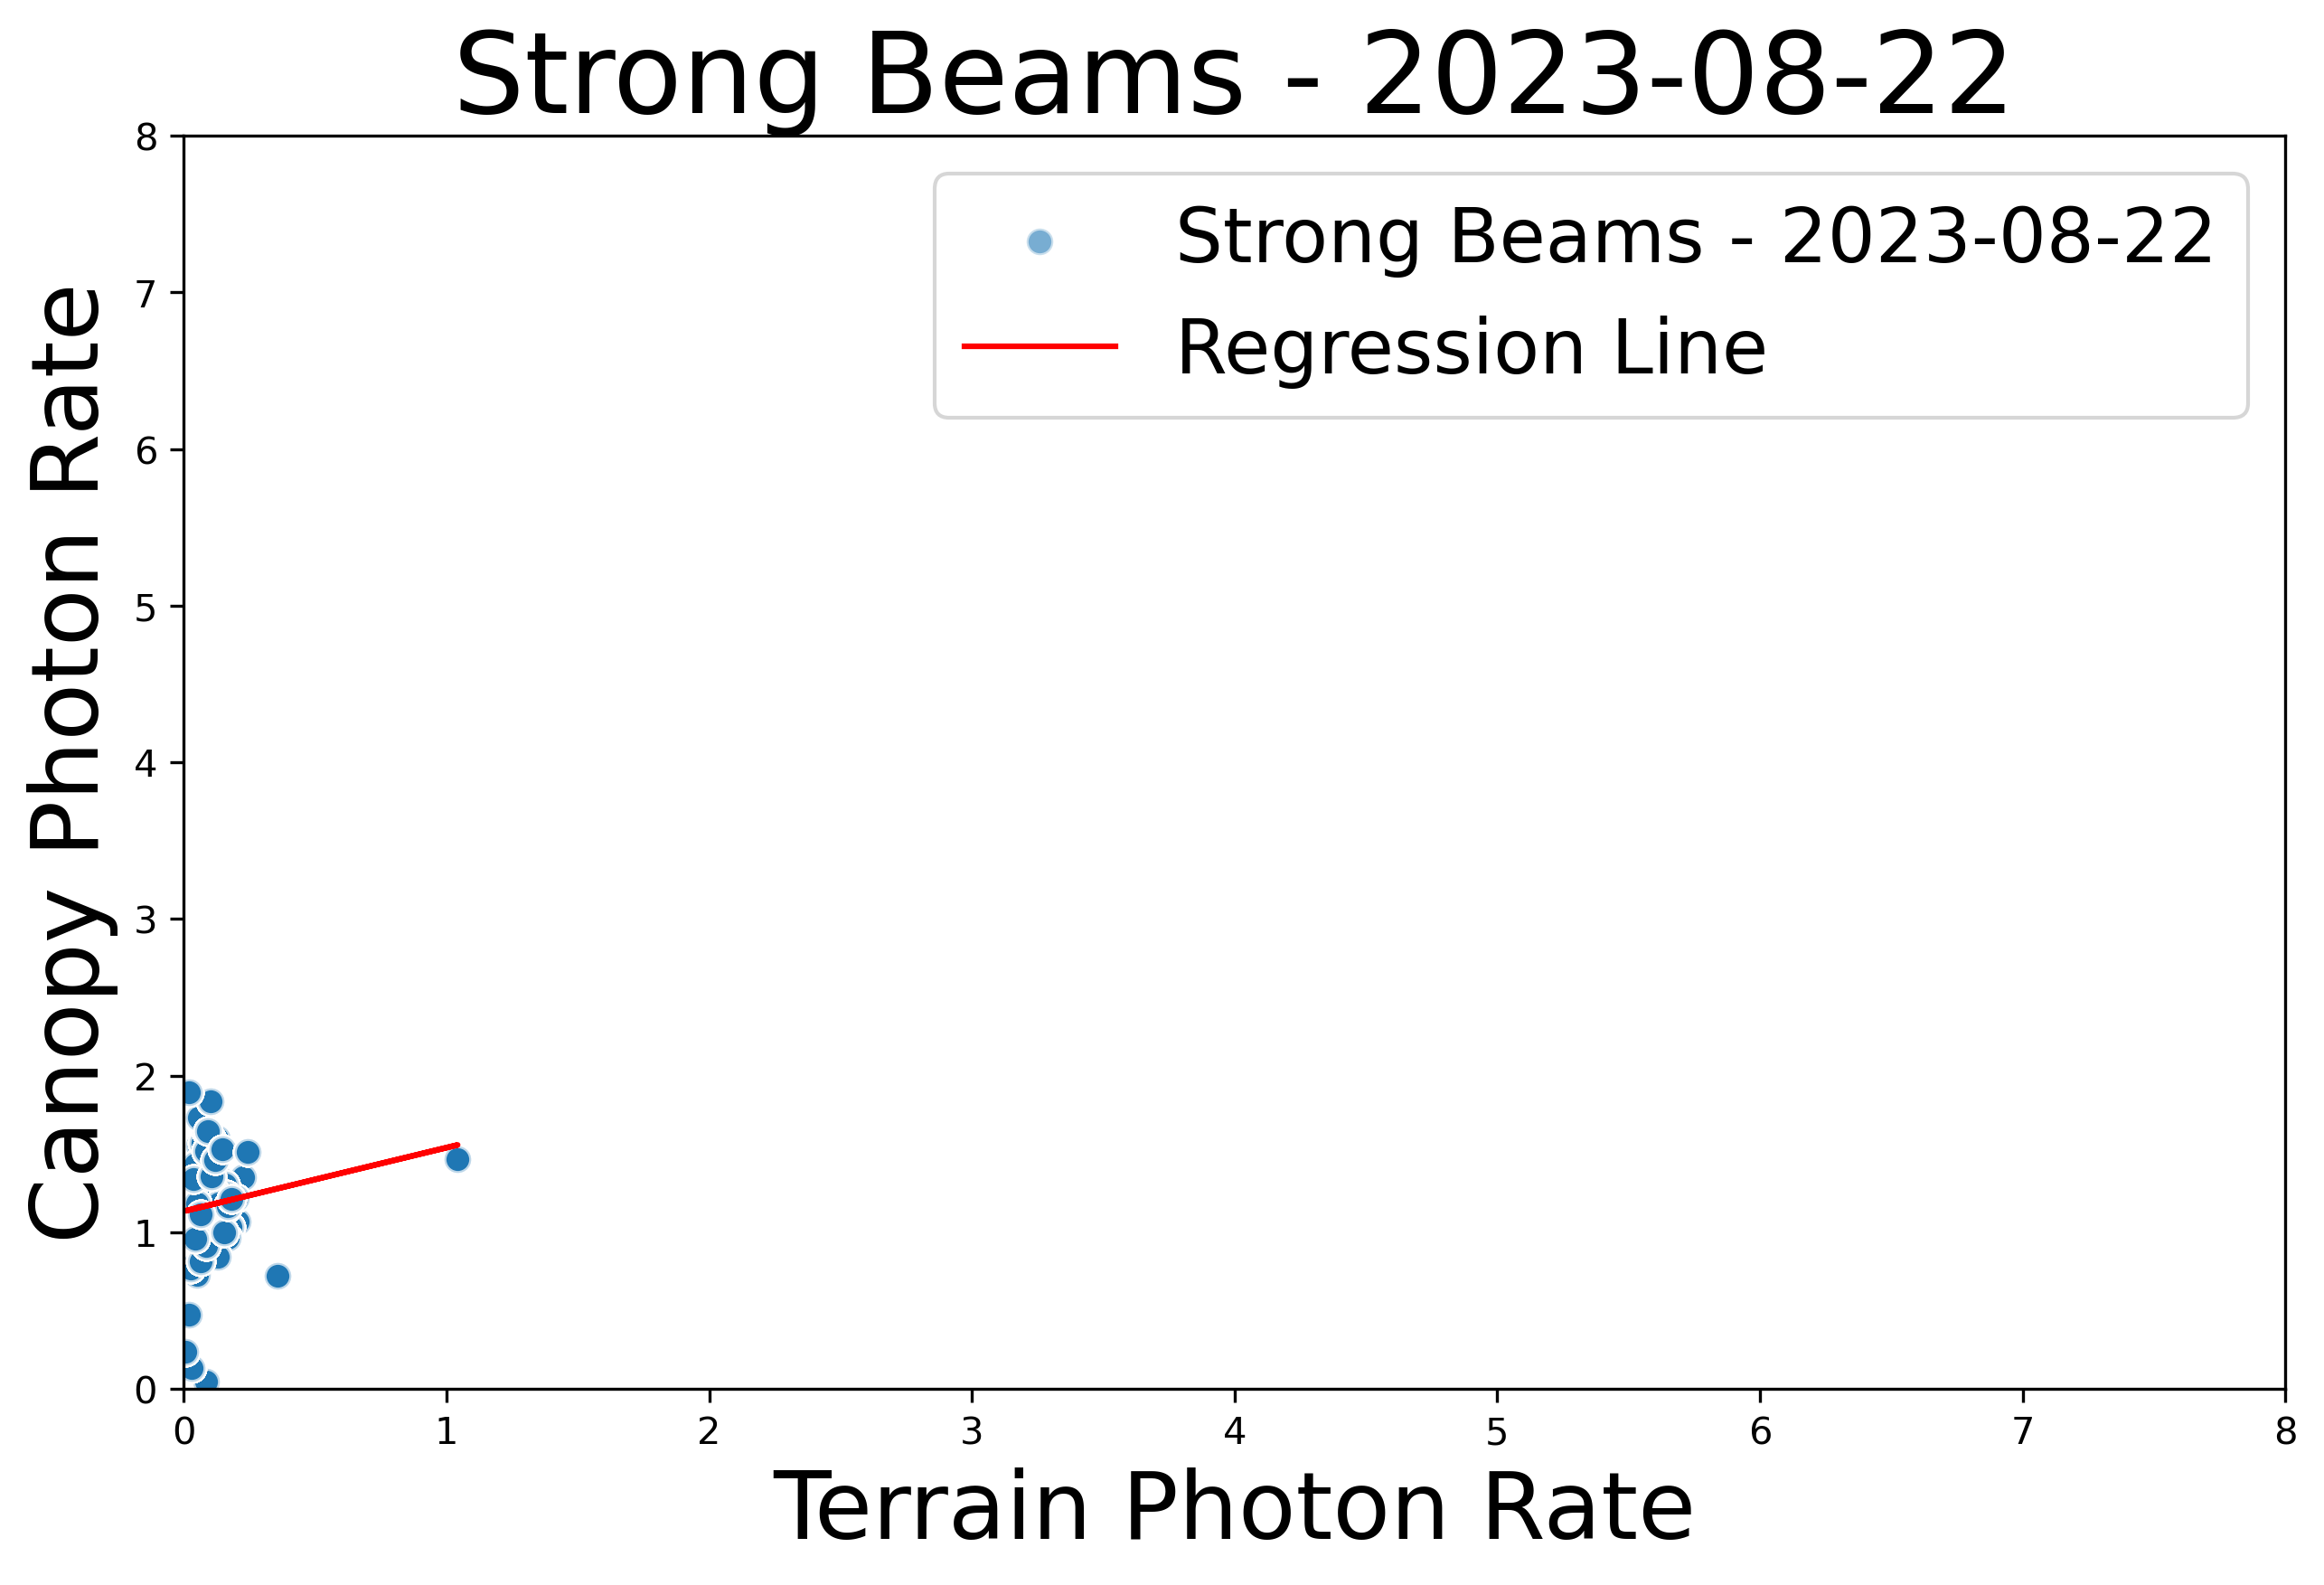 Strong Beams - 2023-08-22
Strong Beams - 2023-08-22
Regression Line
Canopy Photon Rate
8
7
6
5
4
3
2
1
0
0 1 2 3 4 5 6 7 8
Terrain Photon Rate